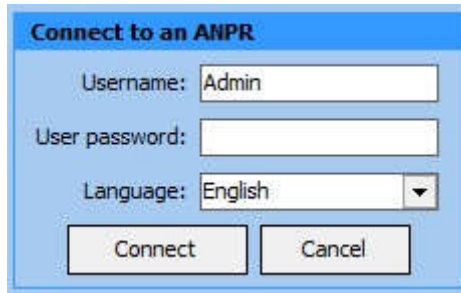 Connect to an ANPR
Username: Admin
User password:
Language: English
Connect Cancel